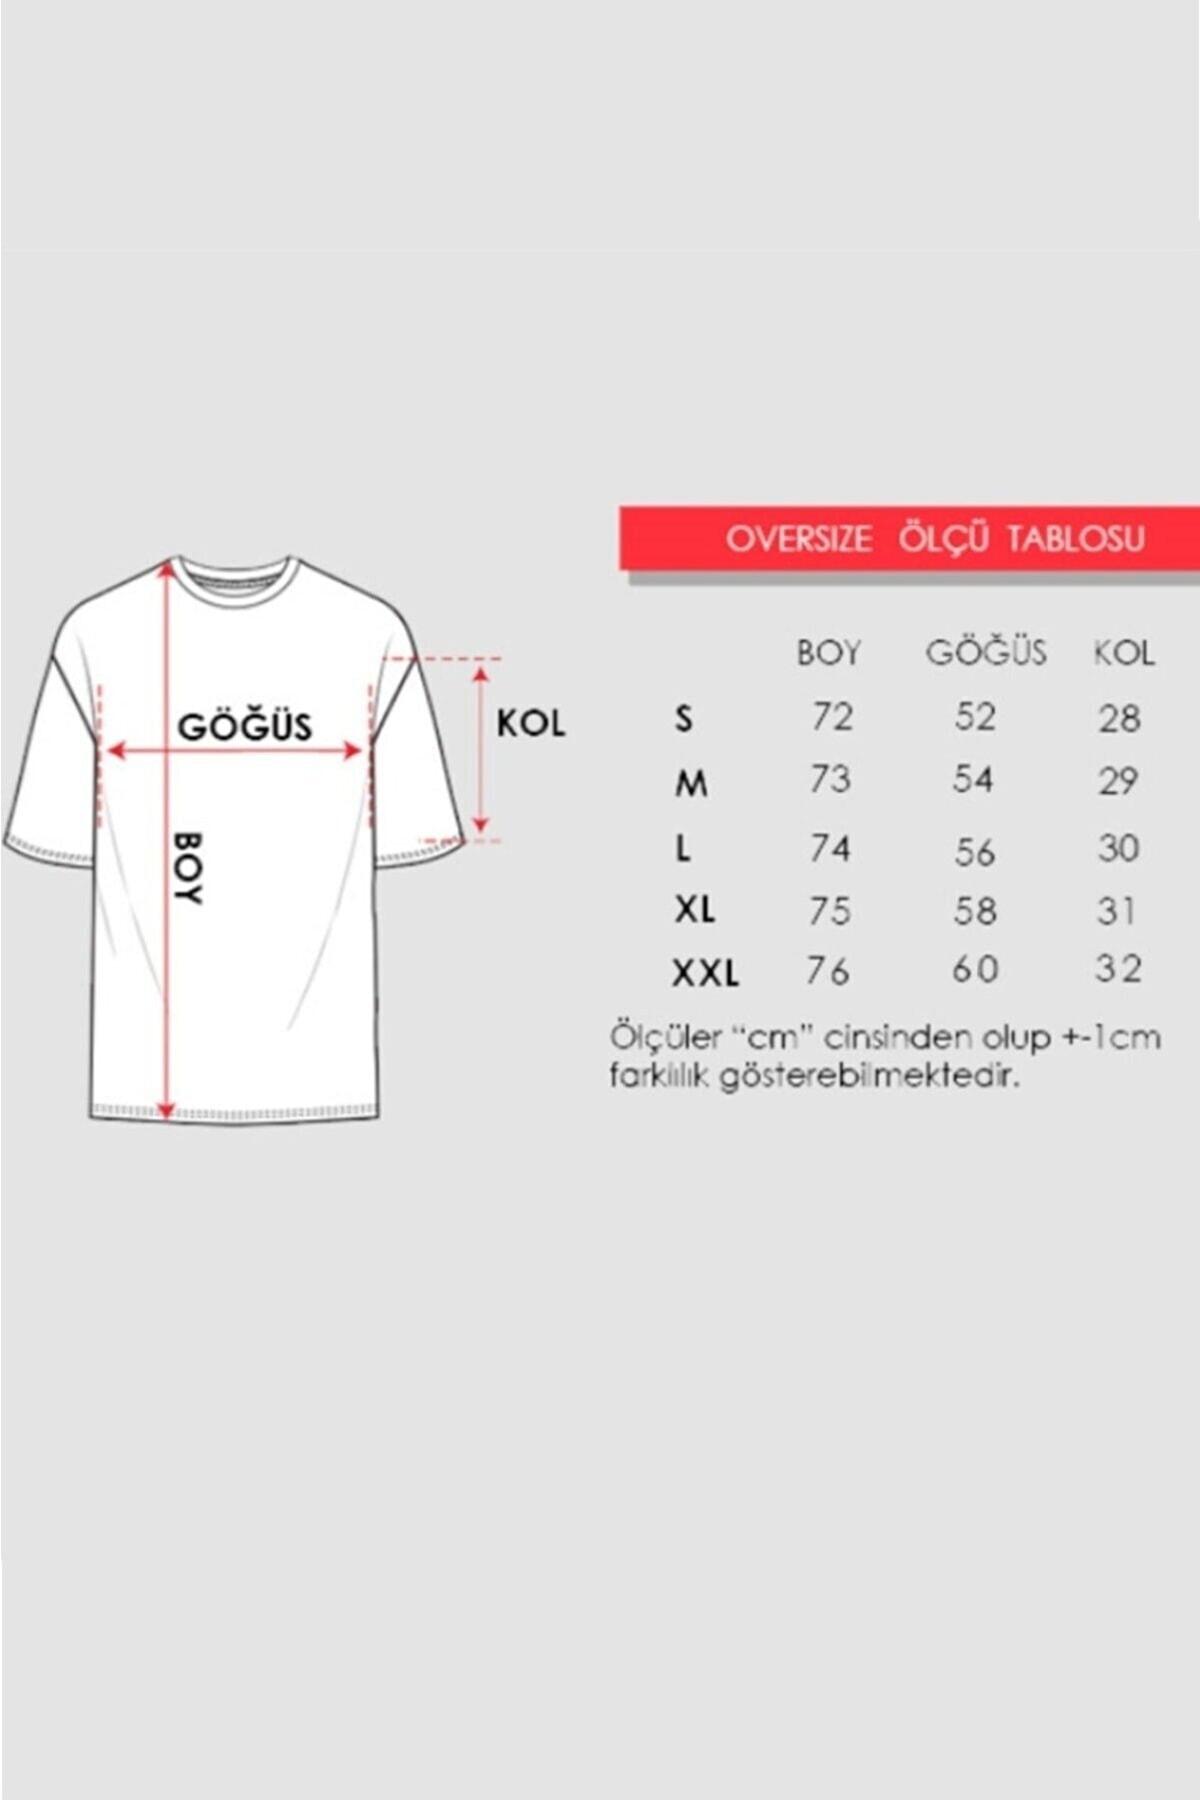 OVERSIZE ÖLÇÜ TABLOSU
BOY GÖĞÜS KOL
S 72 52 28
M 73 54 29
L 74 56 30
XL 75 58 31
XXL 76 60 32
Ölçüler “cm” cinsinden olup +-1cm
farklılık gösterebilmektedir.
GÖĞÜS
KOL
BOY